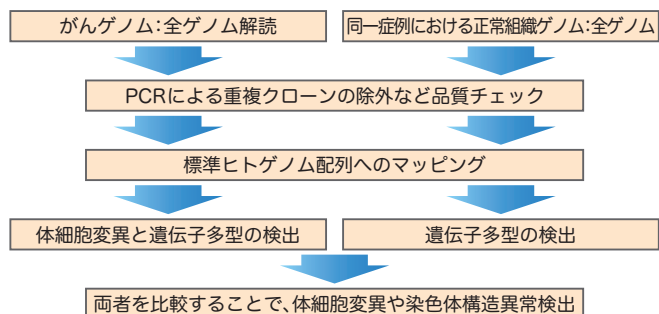 がんゲノム:全ゲノム解読
同一症例における正常組織ゲノム:全ゲノム
PCRによる重複クローンの除外など品質チェック
標準ヒトゲノム配列へのマッピング
体細胞変異と遺伝子多型の検出
遺伝子多型の検出
両者を比較することで、体細胞変異や染色体構造異常検出